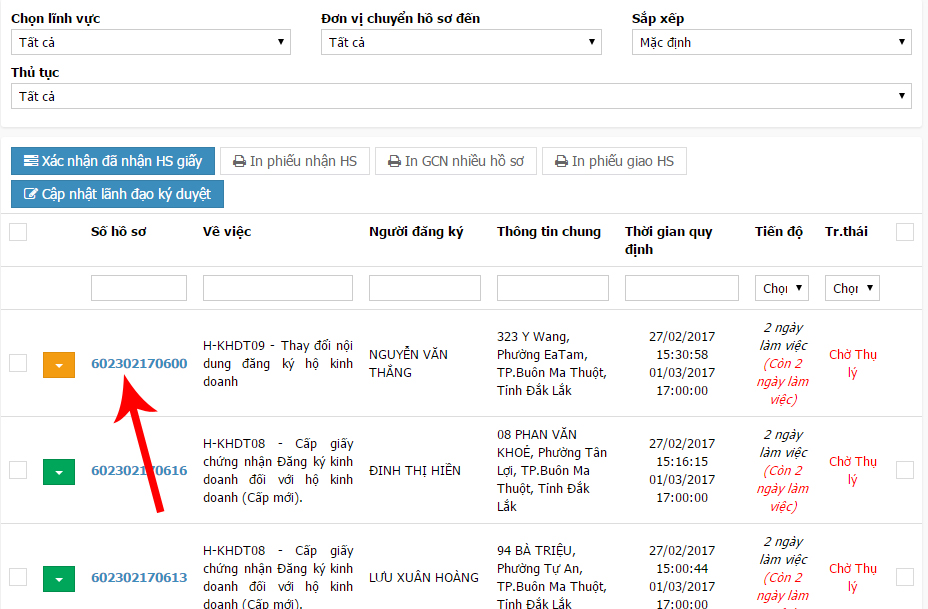 Chọn lĩnh vực
Đơn vị chuyển hồ sơ đến
Sắp xếp
Tất cả
Tất cả
Mặc định
Thủ tục
Tất cả
Xác nhận đã nhận HS giấy
In phiếu nhận HS
In GCN nhiều hồ sơ
In phiếu giao HS
Cập nhật lãnh đạo ký duyệt
Số hồ sơ
Về việc
Người đăng ký
Thông tin chung
Thời gian quy
định
Tiến độ
Tr.thái
Chọn
Chọn
602302170600
H-KHDT09 - Thay đổi nội
dung đăng ký hộ kinh
doanh
NGUYỄN VĂN
THẮNG
323 Y Wang,
Phường EaTam,
TP.Buôn Ma Thuột,
Tỉnh Đắk Lắk
27/02/2017
15:30:58
01/03/2017
17:00:00
2 ngày
làm việc
(Còn 2
ngày làm
việc)
Chờ Thụ
lý
602302170616
H-KHDT08 - Cấp giấy
chứng nhận Đăng ký kinh
doanh đối với hộ kinh
doanh (Cấp mới).
ĐINH THỊ HIỀN
08 PHAN VĂN
KHOẺ, Phường Tân
Lợi, TP.Buôn Ma
Thuột, Tỉnh Đắk
Lắk
27/02/2017
15:16:15
01/03/2017
17:00:00
2 ngày
làm việc
(Còn 2
ngày làm
việc)
Chờ Thụ
lý
602302170613
H-KHDT08 - Cấp giấy
chứng nhận Đăng ký kinh
doanh đối với hộ kinh
doanh (Cấp mới).
LƯU XUÂN HOÀNG
94 BÀ TRIỆU,
Phường Tự An,
TP.Buôn Ma Thuột,
Tỉnh Đắk Lắk
27/02/2017
15:00:44
01/03/2017
17:00:00
2 ngày
làm việc
(Còn 2
ngày làm
Chờ Thụ
lý